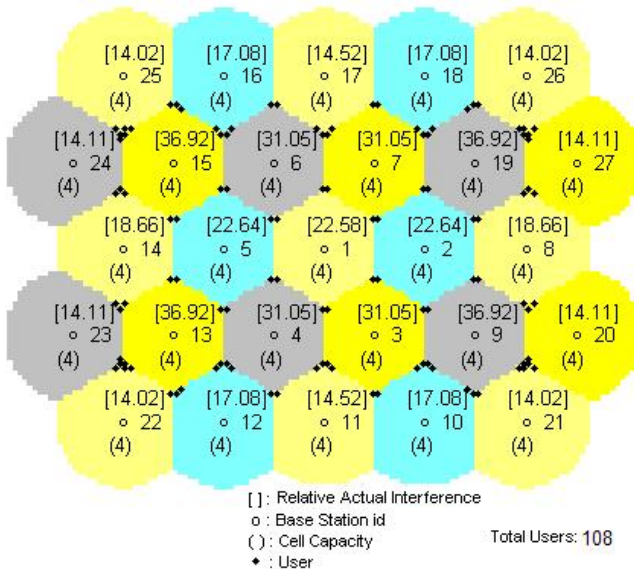 [14.02] [17.08] [14.52] [17.08] [14.02]
25 16 17 18 26
(4) (4) (4) (4) (4)
[14.11] [36.92] [31.05] [31.05] [36.92] [14.11]
24 15 6 7 19 27
(4) (4) (4) (4) (4) (4)
[18.66] [22.64] [22.58] [22.64] [18.66]
14 5 1 2 8
(4) (4) (4) (4) (4)
[14.11] [36.92] [31.05] [31.05] [36.92] [14.11]
23 13 4 3 9 20
(4) (4) (4) (4) (4) (4)
[14.02] [17.08] [14.52] [17.08] [14.02]
22 12 11 10 21
(4) (4) (4) (4) (4)
[ ] : Relative Actual Interference
o : Base Station id
( ) : Cell Capacity
Total Users: 108
◆ : User